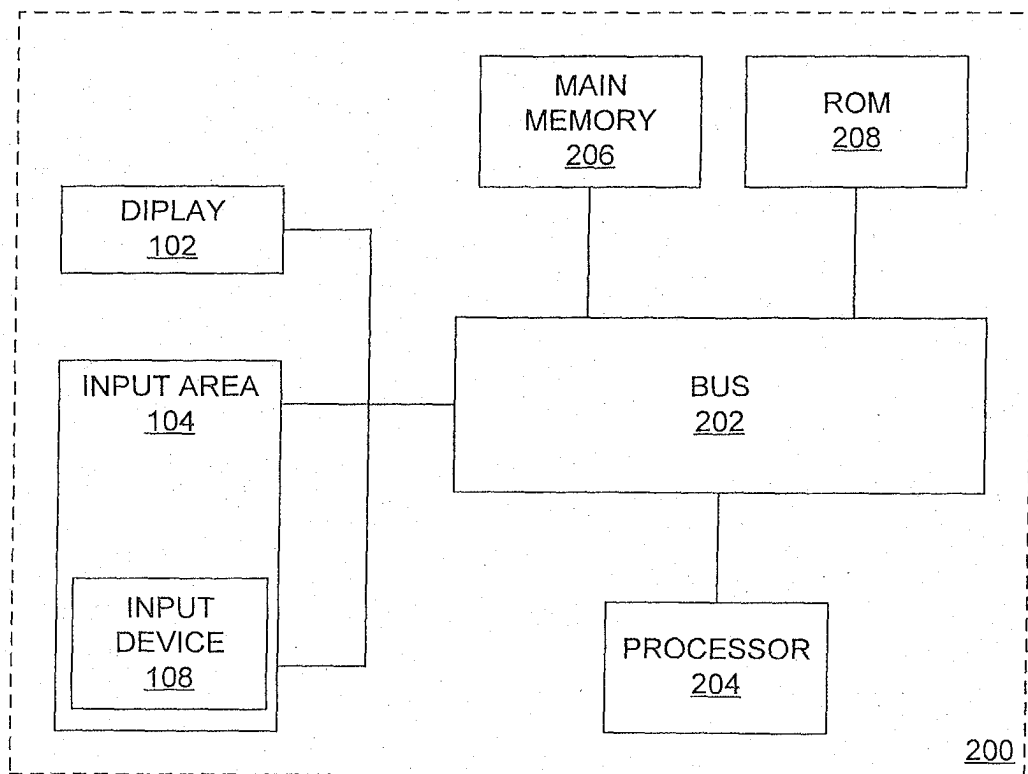 MAIN
MEMORY
206
ROM
208
DIPLAY
102
INPUT AREA
104
BUS
202
INPUT
DEVICE
108
PROCESSOR
204
200